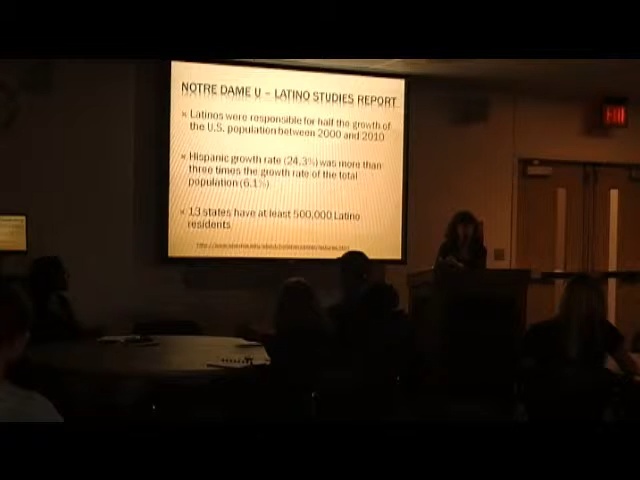 NOTRE DAME U – LATINO STUDIES REPORT
Latinos were responsible for half the growth of
the U.S. population between 2000 and 2010
Hispanic growth rate (24.3%) was more than
three times the growth rate of the total
population (6.1%)
13 states have at least 500,000 Latino
residents